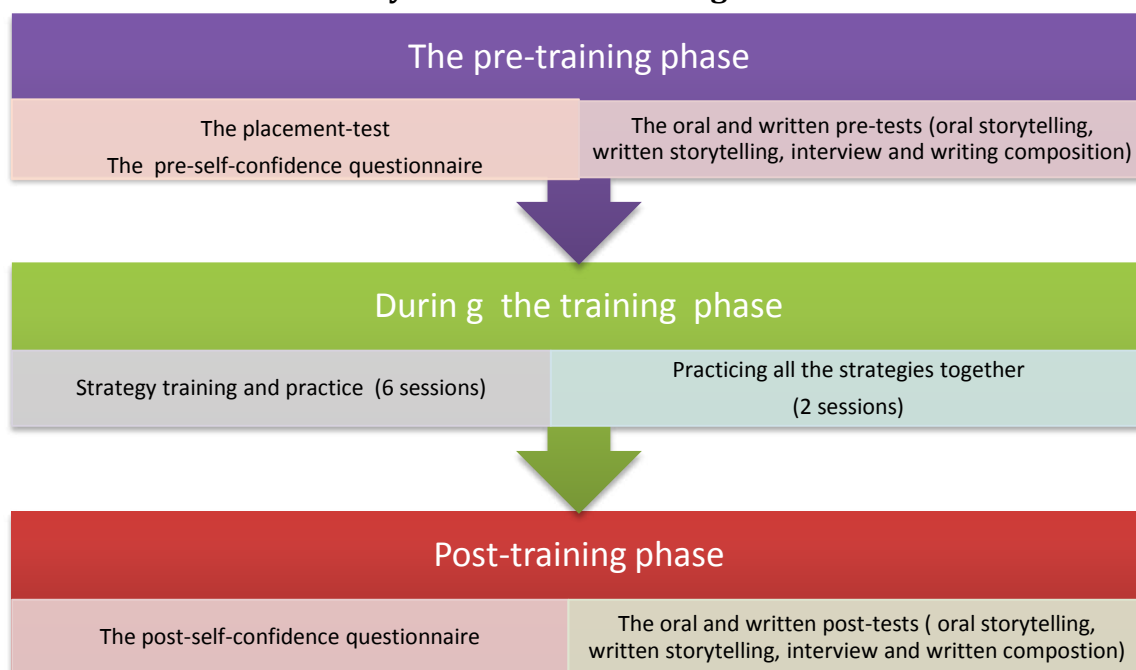 The pre-training phase
The placement-test
The pre-self-confidence questionnaire
The oral and written pre-tests (oral storytelling,
written storytelling, interview and writing composition)
Durin g the training phase
Strategy training and practice (6 sessions)
Practicing all the strategies together
(2 sessions)
Post-training phase
The post-self-confidence questionnaire
The oral and written post-tests ( oral storytelling,
written storytelling, interview and written compostion)